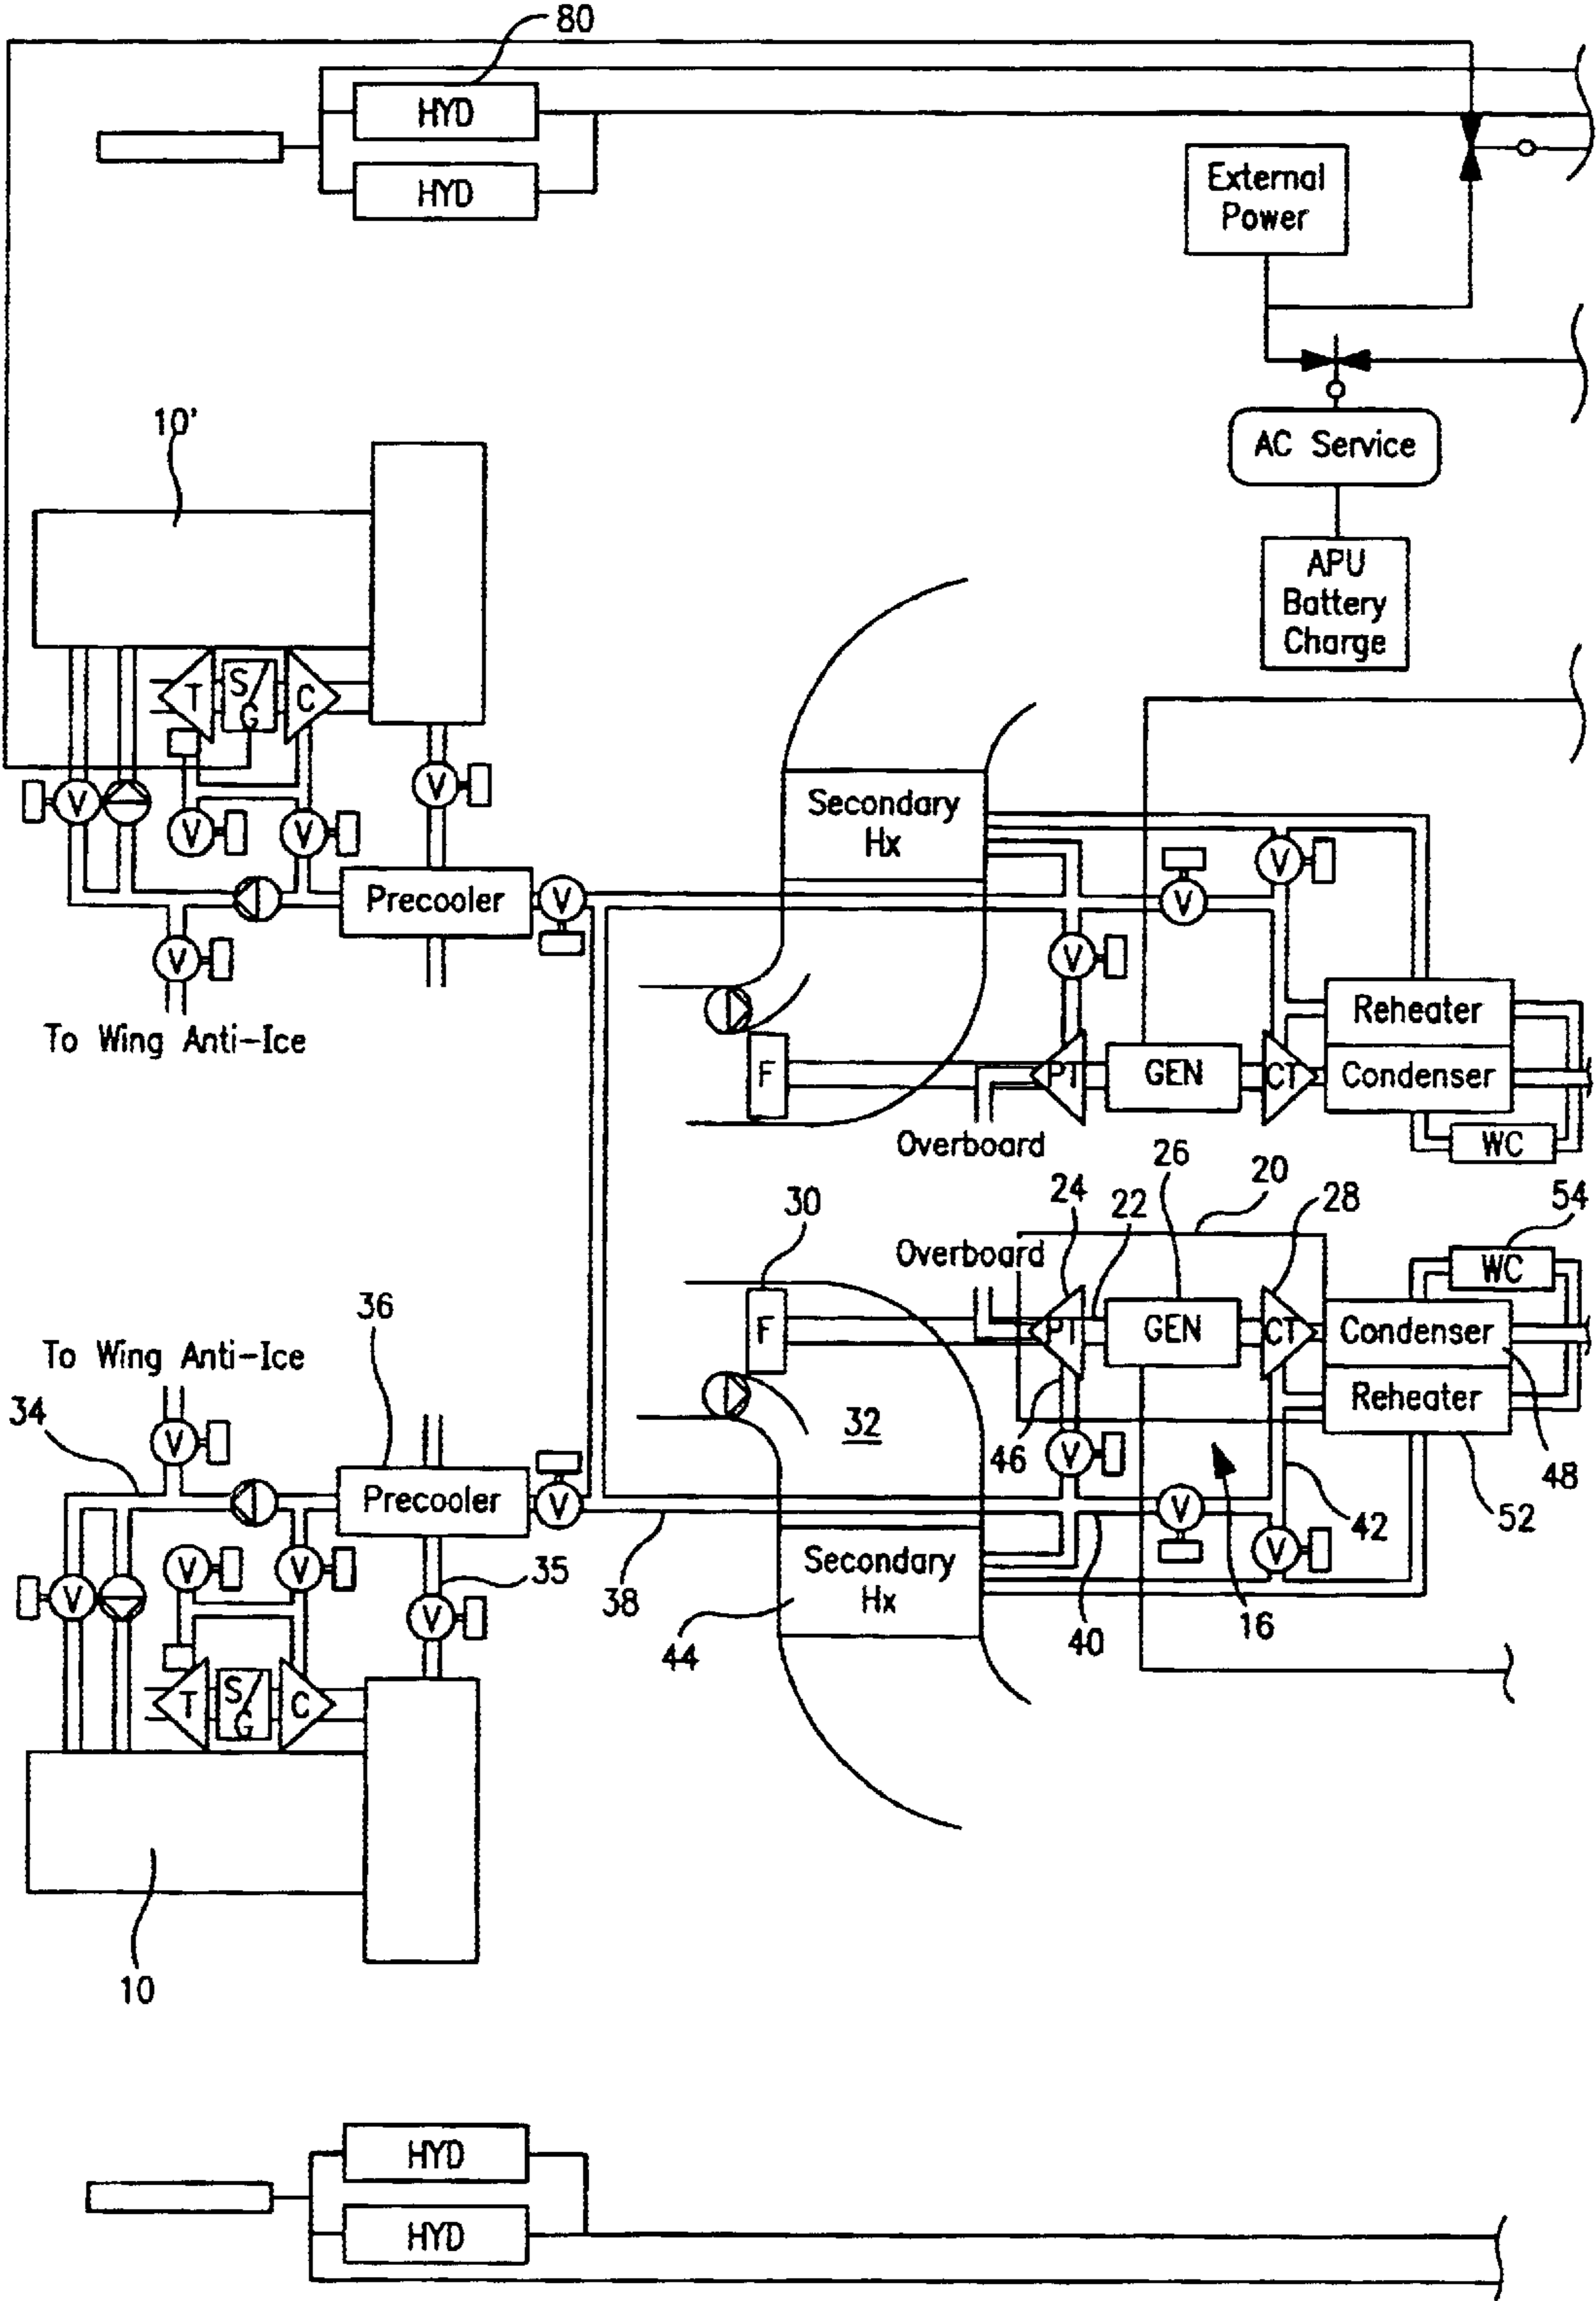 80
HYD
HYD
External
Power
AC Service
APU
Battery
Charge
10'
T
S/G
C
V
V
V
V
V
Precooler
V
V
To Wing Anti-Ice
Secondary
Hx
V
V
V
Reheater
Condenser
WC
F
PT
GEN
CT
Overboard
26
20
24
22
28
54
30
Overboard
WC
F
PT
GEN
CT
Condenser
Reheater
36
To Wing Anti-Ice
34
32
46
48
52
V
V
V
V
Precooler
V
38
40
42
16
V
V
V
V
V
35
Secondary
Hx
44
T
S/G
C
10
HYD
HYD